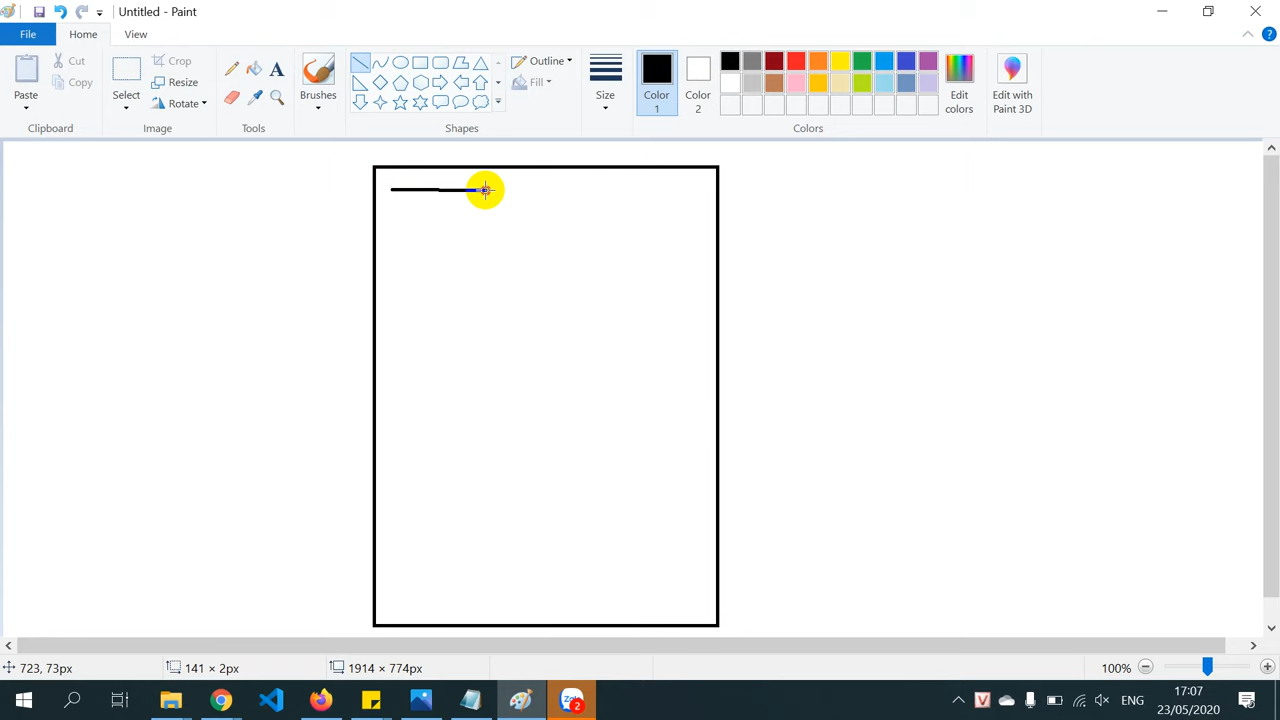 Untitled - Paint
File Home View
Paste
Cut
Copy
Clipboard
Select
Crop
Resize
Rotate
Image
A
Tools
Brushes
Shapes
Outline
Fill
Size
Color 1
Color 2
Colors
Edit colors
Edit with Paint 3D
723, 73px
141 × 2px
1914 × 774px
100%
Zalo
2
V
ENG
17:07
23/05/2020